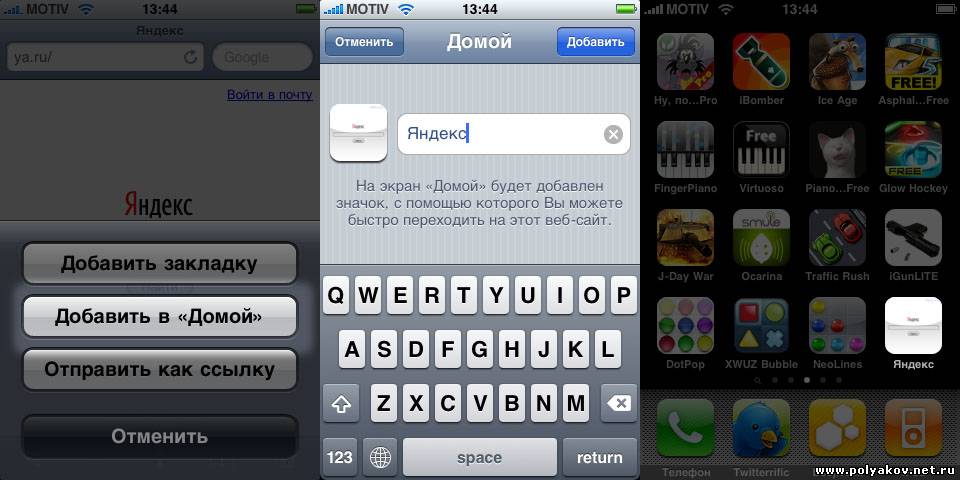 MOTIV 13:44
Яндекс
ya.ru/
Google
Войти в почту
Яндекс
Найти
Добавить закладку
Добавить в «Домой»
Отправить как ссылку
Отменить
MOTIV 13:44
Отменить Домой Добавить
Яндекс
Яндекс
На экран «Домой» будет добавлен
значок, с помощью которого Вы можете
быстро переходить на этот веб-сайт.
Q W E R T Y U I O P
A S D F G H J K L
Z X C V B N M
123 space return
MOTIV 13:44
Pro
FREE!
Ну, по...Pro iBomber Ice Age Asphal...Free
Free
FREE
FingerPiano Virtuoso Piano...Free Glow Hockey
smule
J-Day War Ocarina Traffic Rush iGunLITE
Яндекс
DotPop XWUZ Bubble NeoLines Яндекс
Телефон Twitterrific
www.polyakov.net.ru